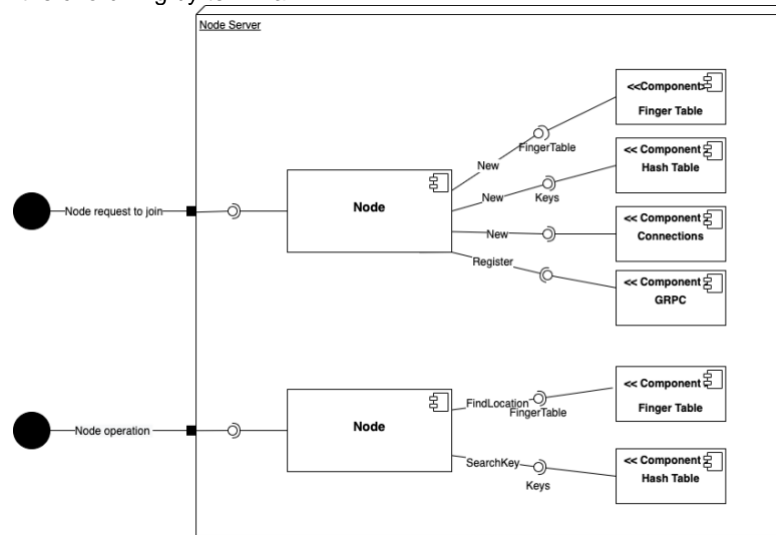 Node Server
<<Component>>
Finger Table
FingerTable
New
<< Component
Hash Table
New
Keys
Node
Node request to join
<< Component
Connections
New
Register
<< Component
GRPC
<< Component
Finger Table
FindLocation
FingerTable
Node
Node operation
SearchKey
<< Component
Hash Table
Keys